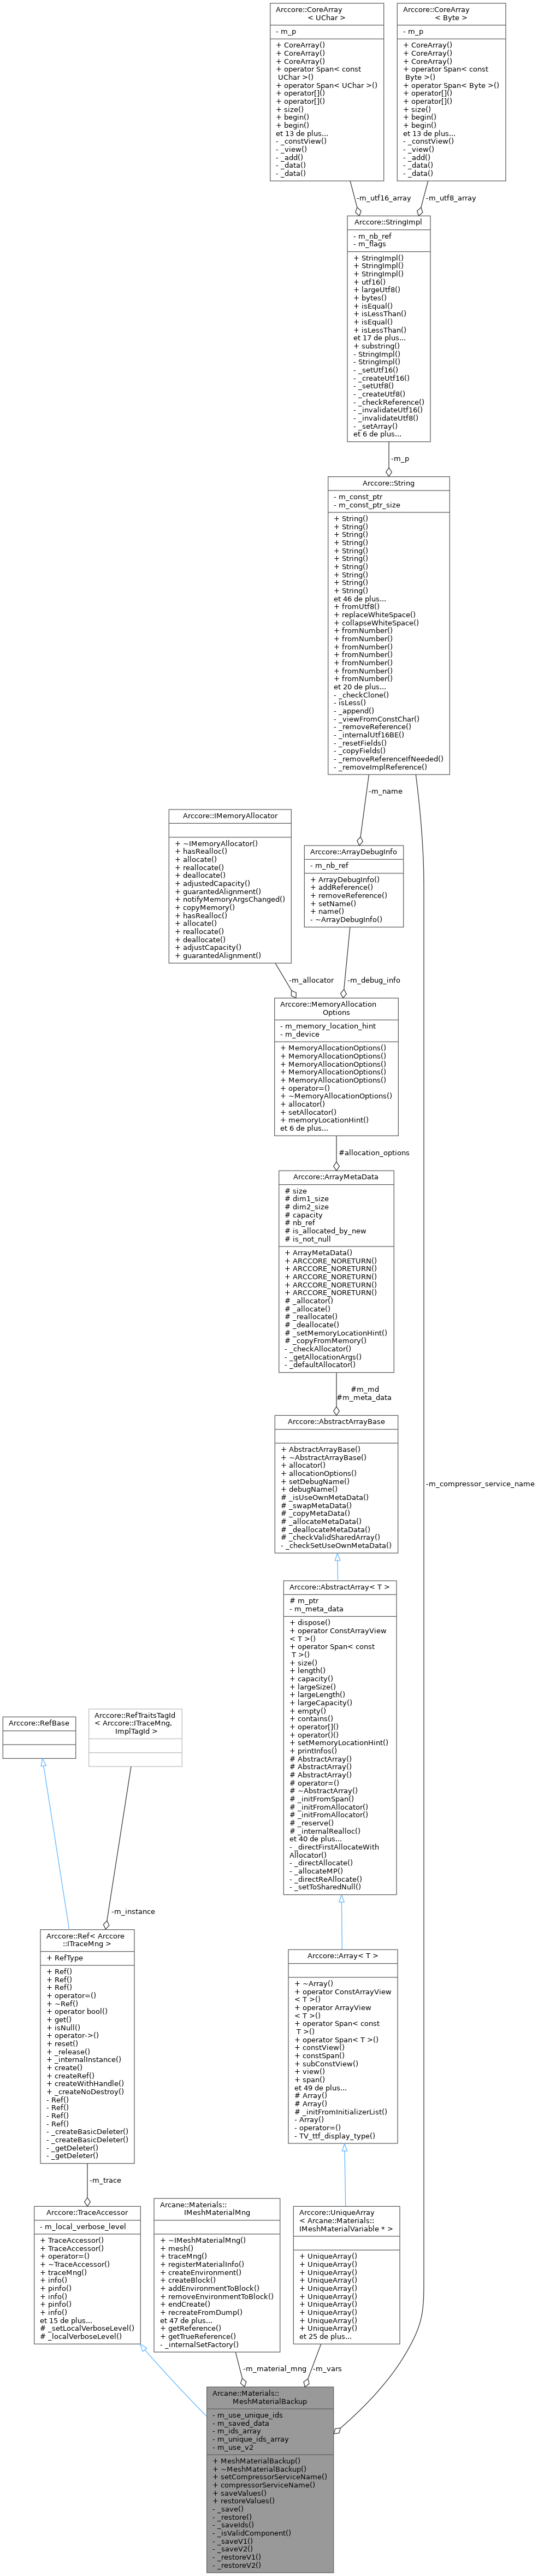 Arccore::CoreArray
< UChar >
- m_p
+ CoreArray()
+ CoreArray()
+ CoreArray()
+ operator Span< const
UChar >()
+ operator Span< UChar >()
+ operator[]()
+ operator[]()
+ size()
+ begin()
+ begin()
et 13 de plus...
- _constView()
- _view()
- _add()
- _data()
- _data()
Arccore::CoreArray
< Byte >
- m_p
+ CoreArray()
+ CoreArray()
+ CoreArray()
+ operator Span< const
Byte >()
+ operator Span< Byte >()
+ operator[]()
+ operator[]()
+ size()
+ begin()
+ begin()
et 13 de plus...
- _constView()
- _view()
- _add()
- _data()
- _data()
-m_utf16_array
-m_utf8_array
Arccore::StringImpl
- m_nb_ref
- m_flags
+ StringImpl()
+ StringImpl()
+ StringImpl()
+ utf16()
+ largeUtf8()
+ bytes()
+ isEqual()
+ isLessThan()
+ isEqual()
+ isLessThan()
et 17 de plus...
+ substring()
- StringImpl()
- StringImpl()
- _setUtf16()
- _createUtf16()
- _setUtf8()
- _createUtf8()
- _checkReference()
- _invalidateUtf16()
- _invalidateUtf8()
- _setArray()
et 6 de plus...
-m_p
Arccore::String
- m_const_ptr
- m_const_ptr_size
+ String()
+ String()
+ String()
+ String()
+ String()
+ String()
+ String()
+ String()
+ String()
+ String()
et 46 de plus...
+ fromUtf8()
+ replaceWhiteSpace()
+ collapseWhiteSpace()
+ fromNumber()
+ fromNumber()
+ fromNumber()
+ fromNumber()
+ fromNumber()
+ fromNumber()
+ fromNumber()
et 20 de plus...
- _checkClone()
- isLess()
- _append()
- _viewFromConstChar()
- _removeReference()
- _internalUtf16BE()
- _resetFields()
- _copyFields()
- _removeReferenceIfNeeded()
- _removeImplReference()
-m_name
Arccore::IMemoryAllocator
+ ~IMemoryAllocator()
+ hasRealloc()
+ allocate()
+ reallocate()
+ deallocate()
+ adjustedCapacity()
+ guarantedAlignment()
+ notifyMemoryArgsChanged()
+ copyMemory()
+ hasRealloc()
+ allocate()
+ reallocate()
+ deallocate()
+ adjustCapacity()
+ guarantedAlignment()
Arccore::ArrayDebugInfo
- m_nb_ref
+ ArrayDebugInfo()
+ addReference()
+ removeReference()
+ setName()
+ name()
- ~ArrayDebugInfo()
-m_allocator
-m_debug_info
Arccore::MemoryAllocation
Options
- m_memory_location_hint
- m_device
+ MemoryAllocationOptions()
+ MemoryAllocationOptions()
+ MemoryAllocationOptions()
+ MemoryAllocationOptions()
+ MemoryAllocationOptions()
+ operator=()
+ ~MemoryAllocationOptions()
+ allocator()
+ setAllocator()
+ memoryLocationHint()
et 6 de plus...
#allocation_options
Arccore::ArrayMetaData
# size
# dim1_size
# dim2_size
# capacity
# nb_ref
# is_allocated_by_new
# is_not_null
+ ArrayMetaData()
+ ARCCORE_NORETURN()
+ ARCCORE_NORETURN()
+ ARCCORE_NORETURN()
+ ARCCORE_NORETURN()
# _allocator()
# _allocate()
# _reallocate()
# _deallocate()
# _setMemoryLocationHint()
# _copyFromMemory()
- _checkAllocator()
- _getAllocationArgs()
- _defaultAllocator()
#m_md
#m_meta_data
Arccore::AbstractArrayBase
+ AbstractArrayBase()
+ ~AbstractArrayBase()
+ allocator()
+ allocationOptions()
+ setDebugName()
+ debugName()
# _isUseOwnMetaData()
# _swapMetaData()
# _copyMetaData()
# _allocateMetaData()
# _deallocateMetaData()
# _checkValidSharedArray()
- _checkSetUseOwnMetaData()
-m_compressor_service_name
Arccore::AbstractArray< T >
# m_ptr
- m_meta_data
+ dispose()
+ operator ConstArrayView
< T >()
+ operator Span< const
T >()
+ size()
+ length()
+ capacity()
+ largeSize()
+ largeLength()
+ largeCapacity()
+ empty()
+ contains()
+ operator[]()
+ operator()()
+ setMemoryLocationHint()
+ printInfos()
# AbstractArray()
# AbstractArray()
# AbstractArray()
# operator=()
# ~AbstractArray()
# _initFromSpan()
# _initFromAllocator()
# _initFromAllocator()
# _reserve()
# _internalRealloc()
et 40 de plus...
- _directFirstAllocateWith
Allocator()
- _directAllocate()
- _allocateMP()
- _directReAllocate()
- _setToSharedNull()
Arccore::RefBase
Arccore::RefTraitsTagId
< Arccore::ITraceMng,
ImplTagId >
-m_instance
Arccore::Ref< Arccore
::ITraceMng >
+ RefType
+ Ref()
+ Ref()
+ Ref()
+ operator=()
+ ~Ref()
+ operator bool()
+ get()
+ isNull()
+ operator->()
+ reset()
+ _release()
+ _internalInstance()
+ create()
+ createRef()
+ createWithHandle()
+ _createNoDestroy()
- Ref()
- Ref()
- Ref()
- Ref()
- _createBasicDeleter()
- _createBasicDeleter()
- _getDeleter()
- _getDeleter()
Arccore::Array< T >
+ ~Array()
+ operator ConstArrayView
< T >()
+ operator ArrayView
< T >()
+ operator Span< const
T >()
+ operator Span< T >()
+ constView()
+ constSpan()
+ subConstView()
+ view()
+ span()
et 49 de plus...
# Array()
# Array()
# _initFromInitializerList()
- Array()
- operator=()
- TV_ttf_display_type()
-m_trace
Arccore::TraceAccessor
- m_local_verbose_level
+ TraceAccessor()
+ TraceAccessor()
+ operator=()
+ ~TraceAccessor()
+ traceMng()
+ info()
+ pinfo()
+ info()
+ pinfo()
+ info()
et 15 de plus...
# _setLocalVerboseLevel()
# _localVerboseLevel()
Arcane::Materials::
IMeshMaterialMng
+ ~IMeshMaterialMng()
+ mesh()
+ traceMng()
+ registerMaterialInfo()
+ createEnvironment()
+ createBlock()
+ addEnvironmentToBlock()
+ removeEnvironmentToBlock()
+ endCreate()
+ recreateFromDump()
et 47 de plus...
+ getReference()
+ getTrueReference()
- _internalSetFactory()
Arccore::UniqueArray
< Arcane::Materials::
IMeshMaterialVariable * >
+ UniqueArray()
+ UniqueArray()
+ UniqueArray()
+ UniqueArray()
+ UniqueArray()
+ UniqueArray()
+ UniqueArray()
+ UniqueArray()
+ UniqueArray()
+ UniqueArray()
et 25 de plus...
-m_material_mng
-m_vars
Arcane::Materials::
MeshMaterialBackup
- m_use_unique_ids
- m_saved_data
- m_ids_array
- m_unique_ids_array
- m_use_v2
+ MeshMaterialBackup()
+ ~MeshMaterialBackup()
+ setCompressorServiceName()
+ compressorServiceName()
+ saveValues()
+ restoreValues()
- _save()
- _restore()
- _saveIds()
- _isValidComponent()
- _saveV1()
- _saveV2()
- _restoreV1()
- _restoreV2()